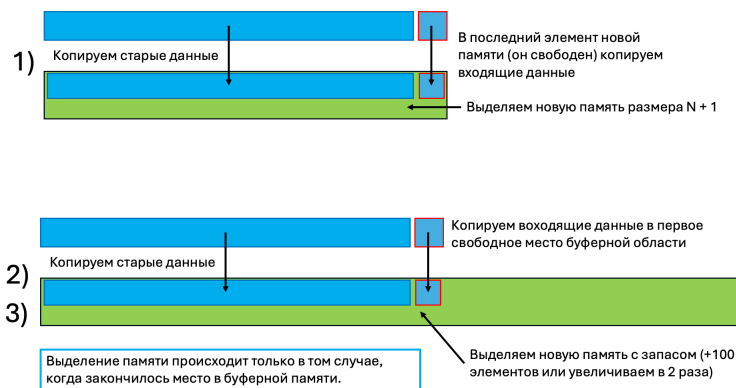 Копируем старые данные
В последний элемент новой
памяти (он свободен) копируем
входящие данные
1)
Выделяем новую память размера N + 1
Копируем воходящие данные в первое
свободное место буферной области
Копируем старые данные
2)
3)
Выделение памяти происходит только в том случае,
когда закончилось место в буферной памяти.
Выделяем новую память с запасом (+100
элементов или увеличиваем в 2 раза)